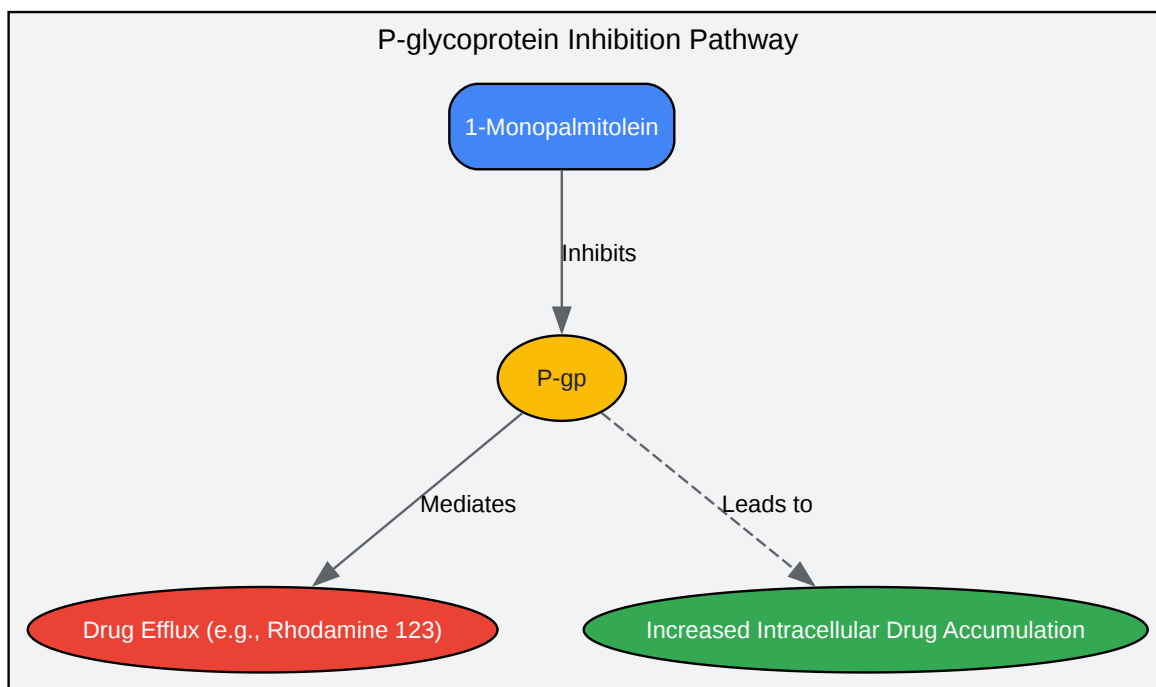 P-glycoprotein Inhibition Pathway
1-Monopalmitolein
Inhibits
P-gp
Mediates
Leads to
Drug Efflux (e.g., Rhodamine 123)
Increased Intracellular Drug Accumulation